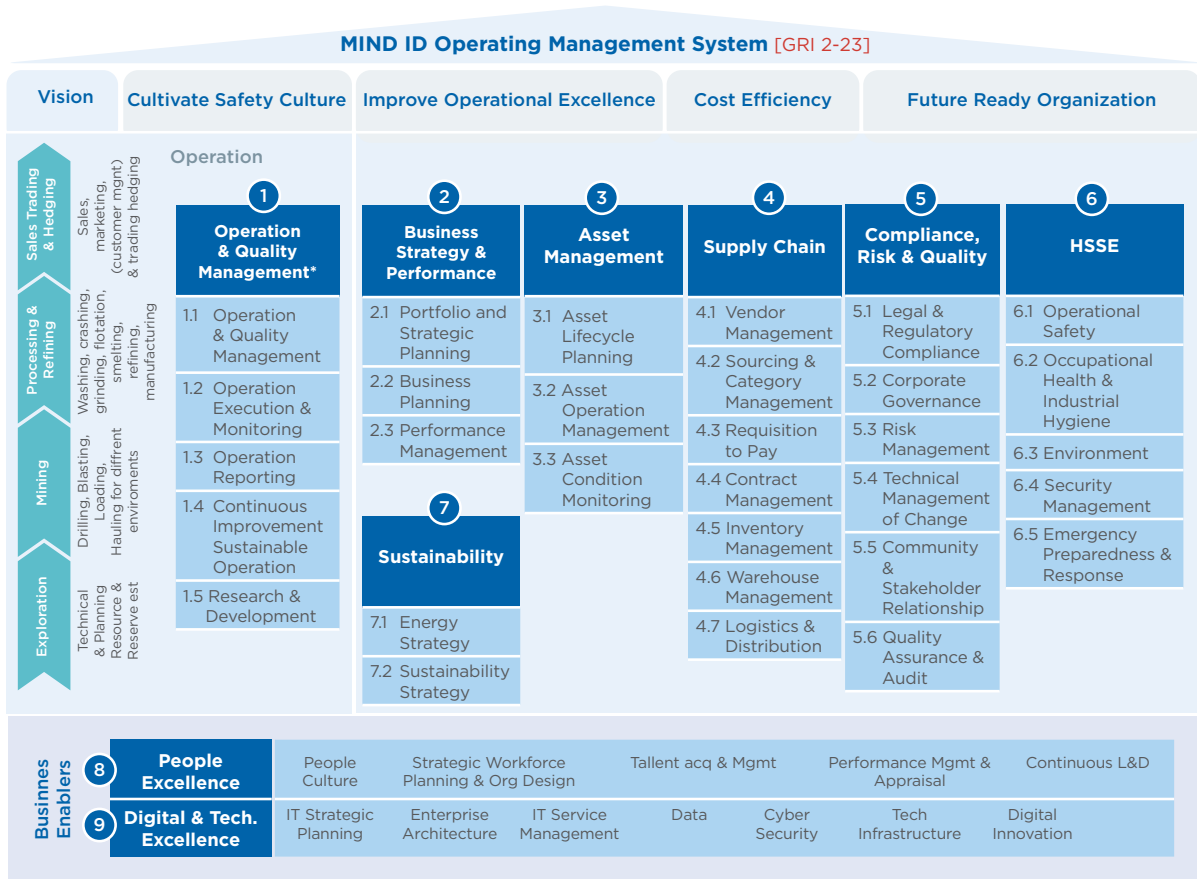 MIND ID Operating Management System [GRI 2-23]
Vision
Cultivate Safety Culture
Improve Operational Excellence
Cost Efficiency
Future Ready Organization
Sales Trading
& Hedging
Sales,
marketing,
(customer mgnt)
& trading hedging
Processing &
Refining
Washing, crashing,
grinding, flotation,
smelting,
refining,
manufacturing
Mining
Drilling, Blasting,
Loading,
Hauling for diffrent
enviroments
Exploration
Technical
& Planning
Resource &
Reserve est
Operation
1
Operation
& Quality
Management*
1.1 Operation
& Quality
Management
1.2 Operation
Execution &
Monitoring
1.3 Operation
Reporting
1.4 Continuous
Improvement
Sustainable
Operation
1.5 Research &
Development
2
Business
Strategy &
Performance
2.1 Portfolio and
Strategic
Planning
2.2 Business
Planning
2.3 Performance
Management
7
Sustainability
7.1 Energy
Strategy
7.2 Sustainability
Strategy
3
Asset
Management
3.1 Asset
Lifecycle
Planning
3.2 Asset
Operation
Management
3.3 Asset
Condition
Monitoring
4
Supply Chain
4.1 Vendor
Management
4.2 Sourcing &
Category
Management
4.3 Requisition
to Pay
4.4 Contract
Management
4.5 Inventory
Management
4.6 Warehouse
Management
4.7 Logistics &
Distribution
5
Compliance,
Risk & Quality
5.1 Legal &
Regulatory
Compliance
5.2 Corporate
Governance
5.3 Risk
Management
5.4 Technical
Management
of Change
5.5 Community
&
Stakeholder
Relationship
5.6 Quality
Assurance &
Audit
6
HSSE
6.1 Operational
Safety
6.2 Occupational
Health &
Industrial
Hygiene
6.3 Environment
6.4 Security
Management
6.5 Emergency
Preparedness &
Response
Businnes
Enablers
8
People
Excellence
People
Culture
Strategic Workforce
Planning & Org Design
Tallent acq & Mgmt
Performance Mgmt &
Appraisal
Continuous L&D
9
Digital & Tech.
Excellence
IT Strategic
Planning
Enterprise
Architecture
IT Service
Management
Data
Cyber
Security
Tech
Infrastructure
Digital
Innovation